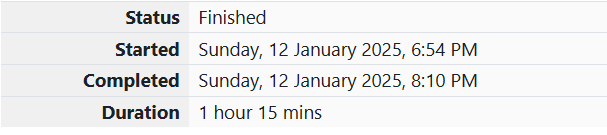 Status Finished
Started Sunday, 12 January 2025, 6:54 PM
Completed Sunday, 12 January 2025, 8:10 PM
Duration 1 hour 15 mins